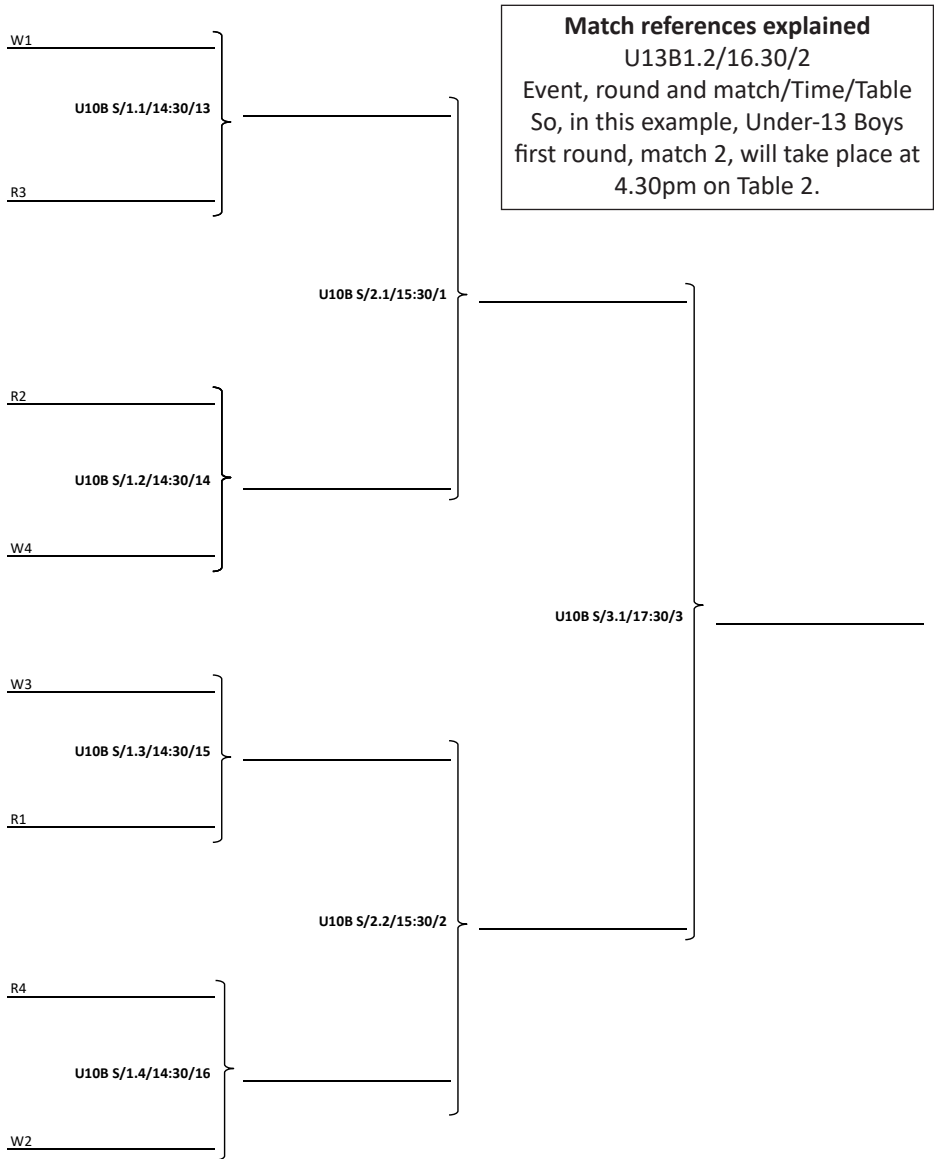 Match references explained
U13B1.2/16.30/2
Event, round and match/Time/Table
So, in this example, Under-13 Boys
first round, match 2, will take place at
4.30pm on Table 2.
W1
U10B S/1.1/14:30/13
R3
U10B S/2.1/15:30/1
R2
U10B S/1.2/14:30/14
W4
U10B S/3.1/17:30/3
W3
U10B S/1.3/14:30/15
R1
U10B S/2.2/15:30/2
R4
U10B S/1.4/14:30/16
W2